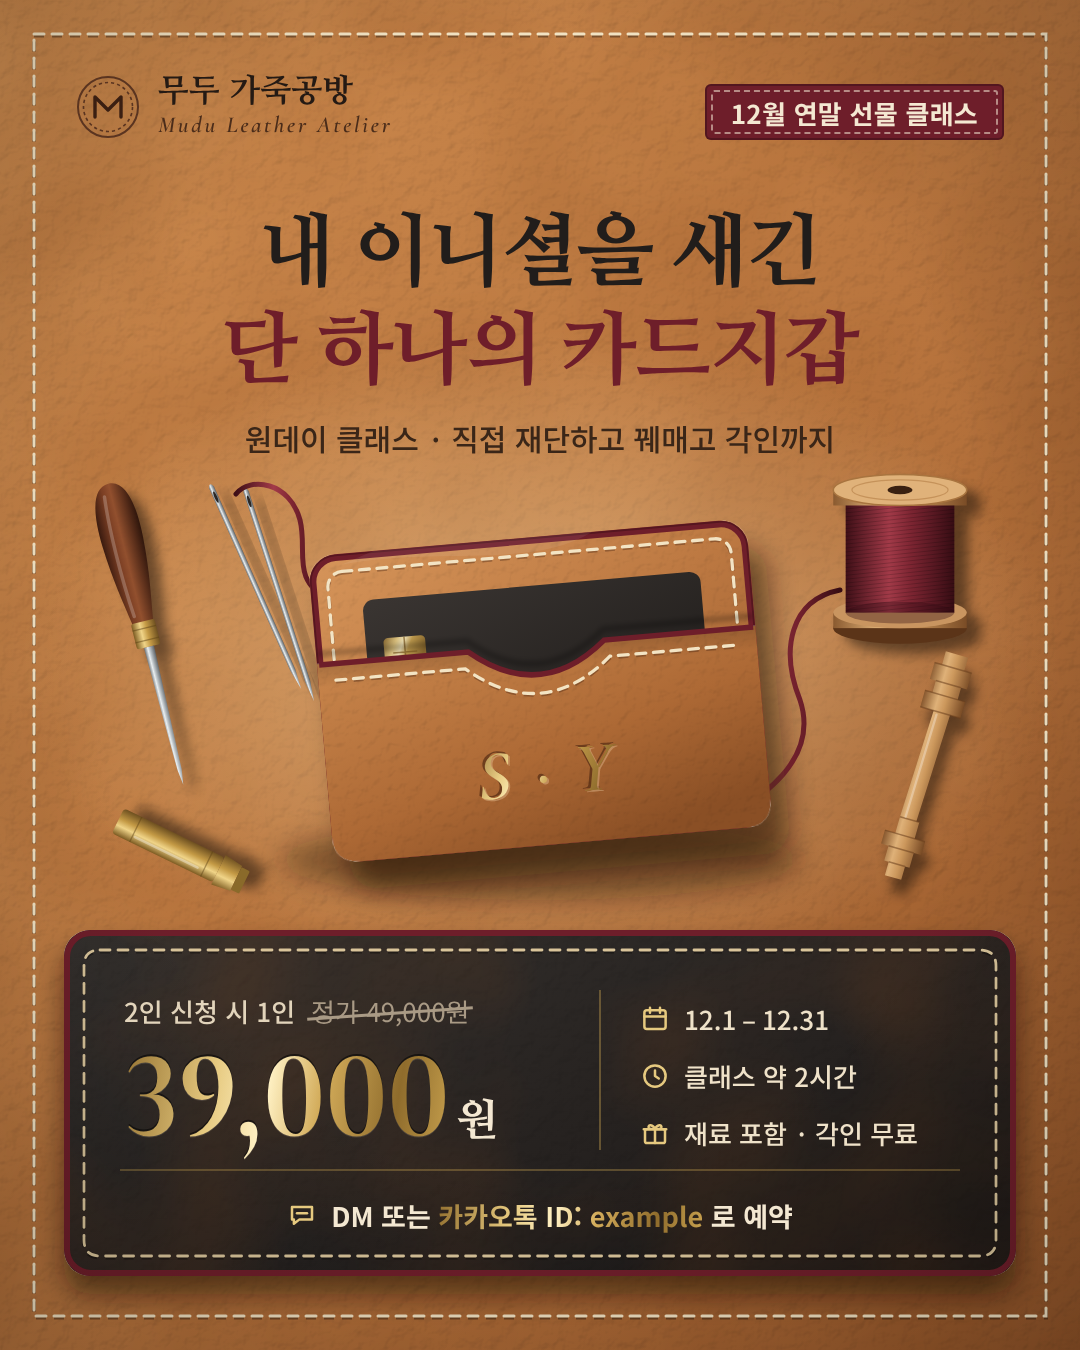 M
무두 가죽공방
Mudu Leather Atelier
12월 연말 선물 클래스
내 이니셜을 새긴
단 하나의 카드지갑
원데이 클래스 · 직접 재단하고 꿰매고 각인까지
S · Y
2인 신청 시 1인 정가 49,000원
39,000원
12.1 – 12.31
클래스 약 2시간
재료 포함 · 각인 무료
DM 또는 카카오톡 ID: example 로 예약